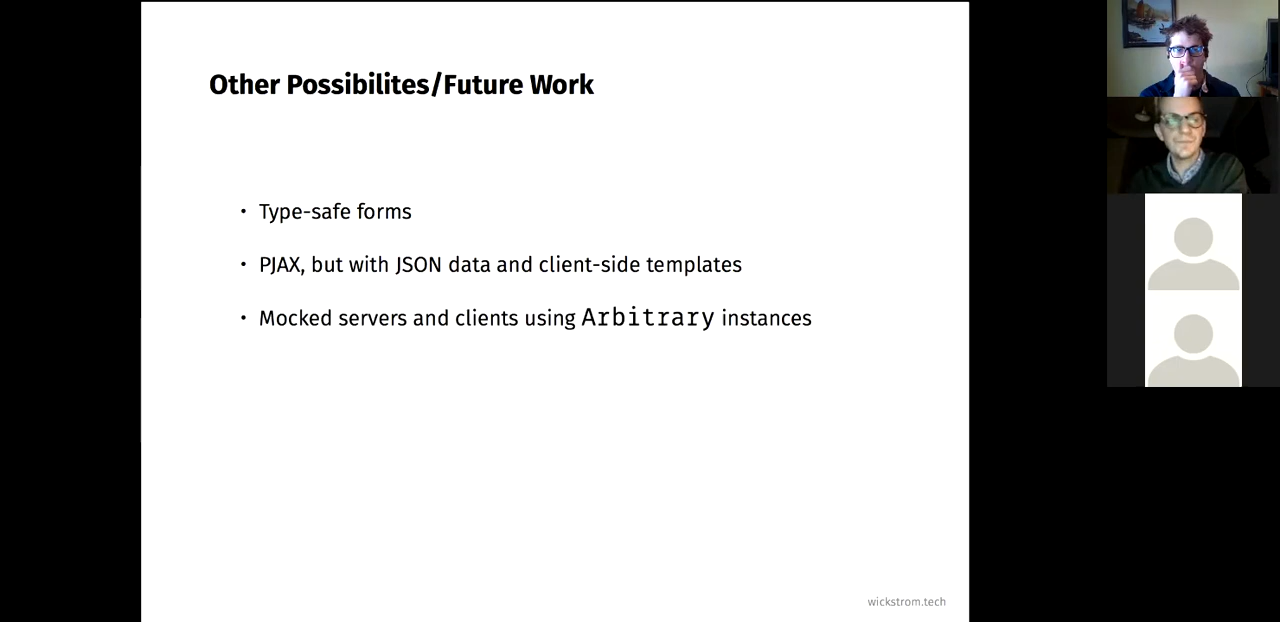 Other Possibilites/Future Work
• Type-safe forms
• PJAX, but with JSON data and client-side templates
• Mocked servers and clients using Arbitrary instances
wickstrom.tech